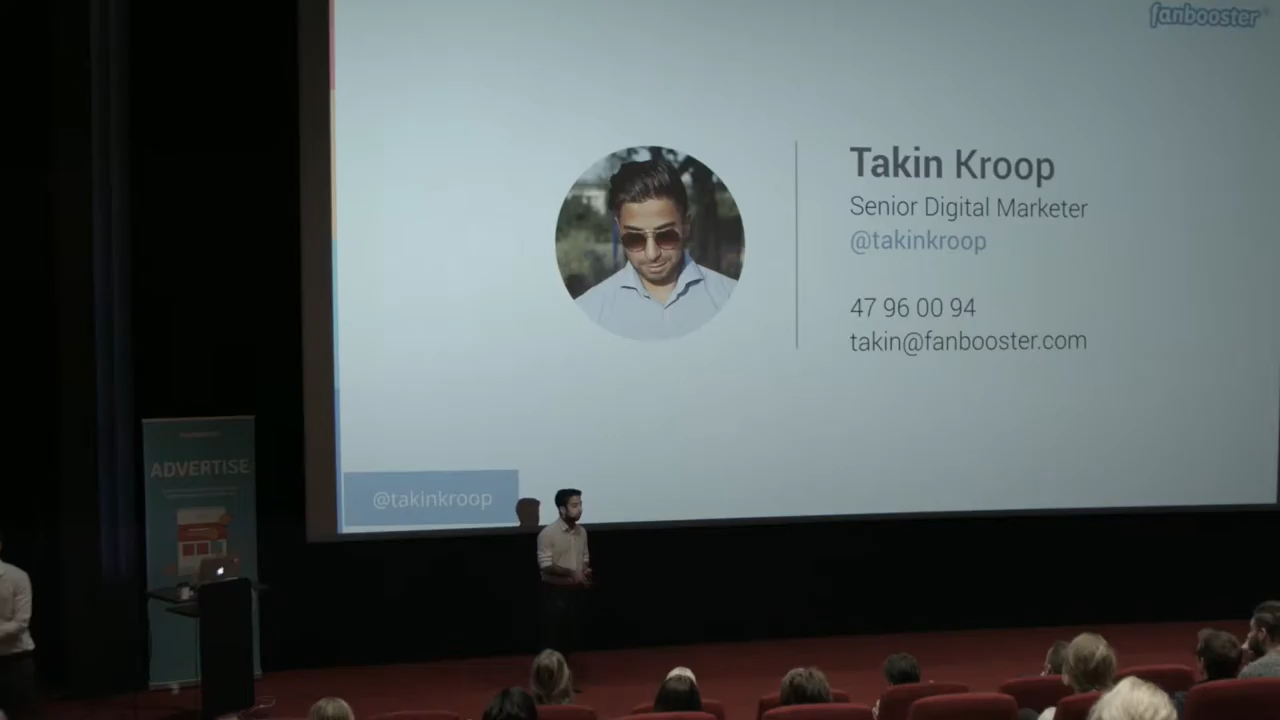 fanbooster
Takin Kroop
Senior Digital Marketer
@takinkroop
47 96 00 94
takin@fanbooster.com
@takinkroop
ADVERTISE